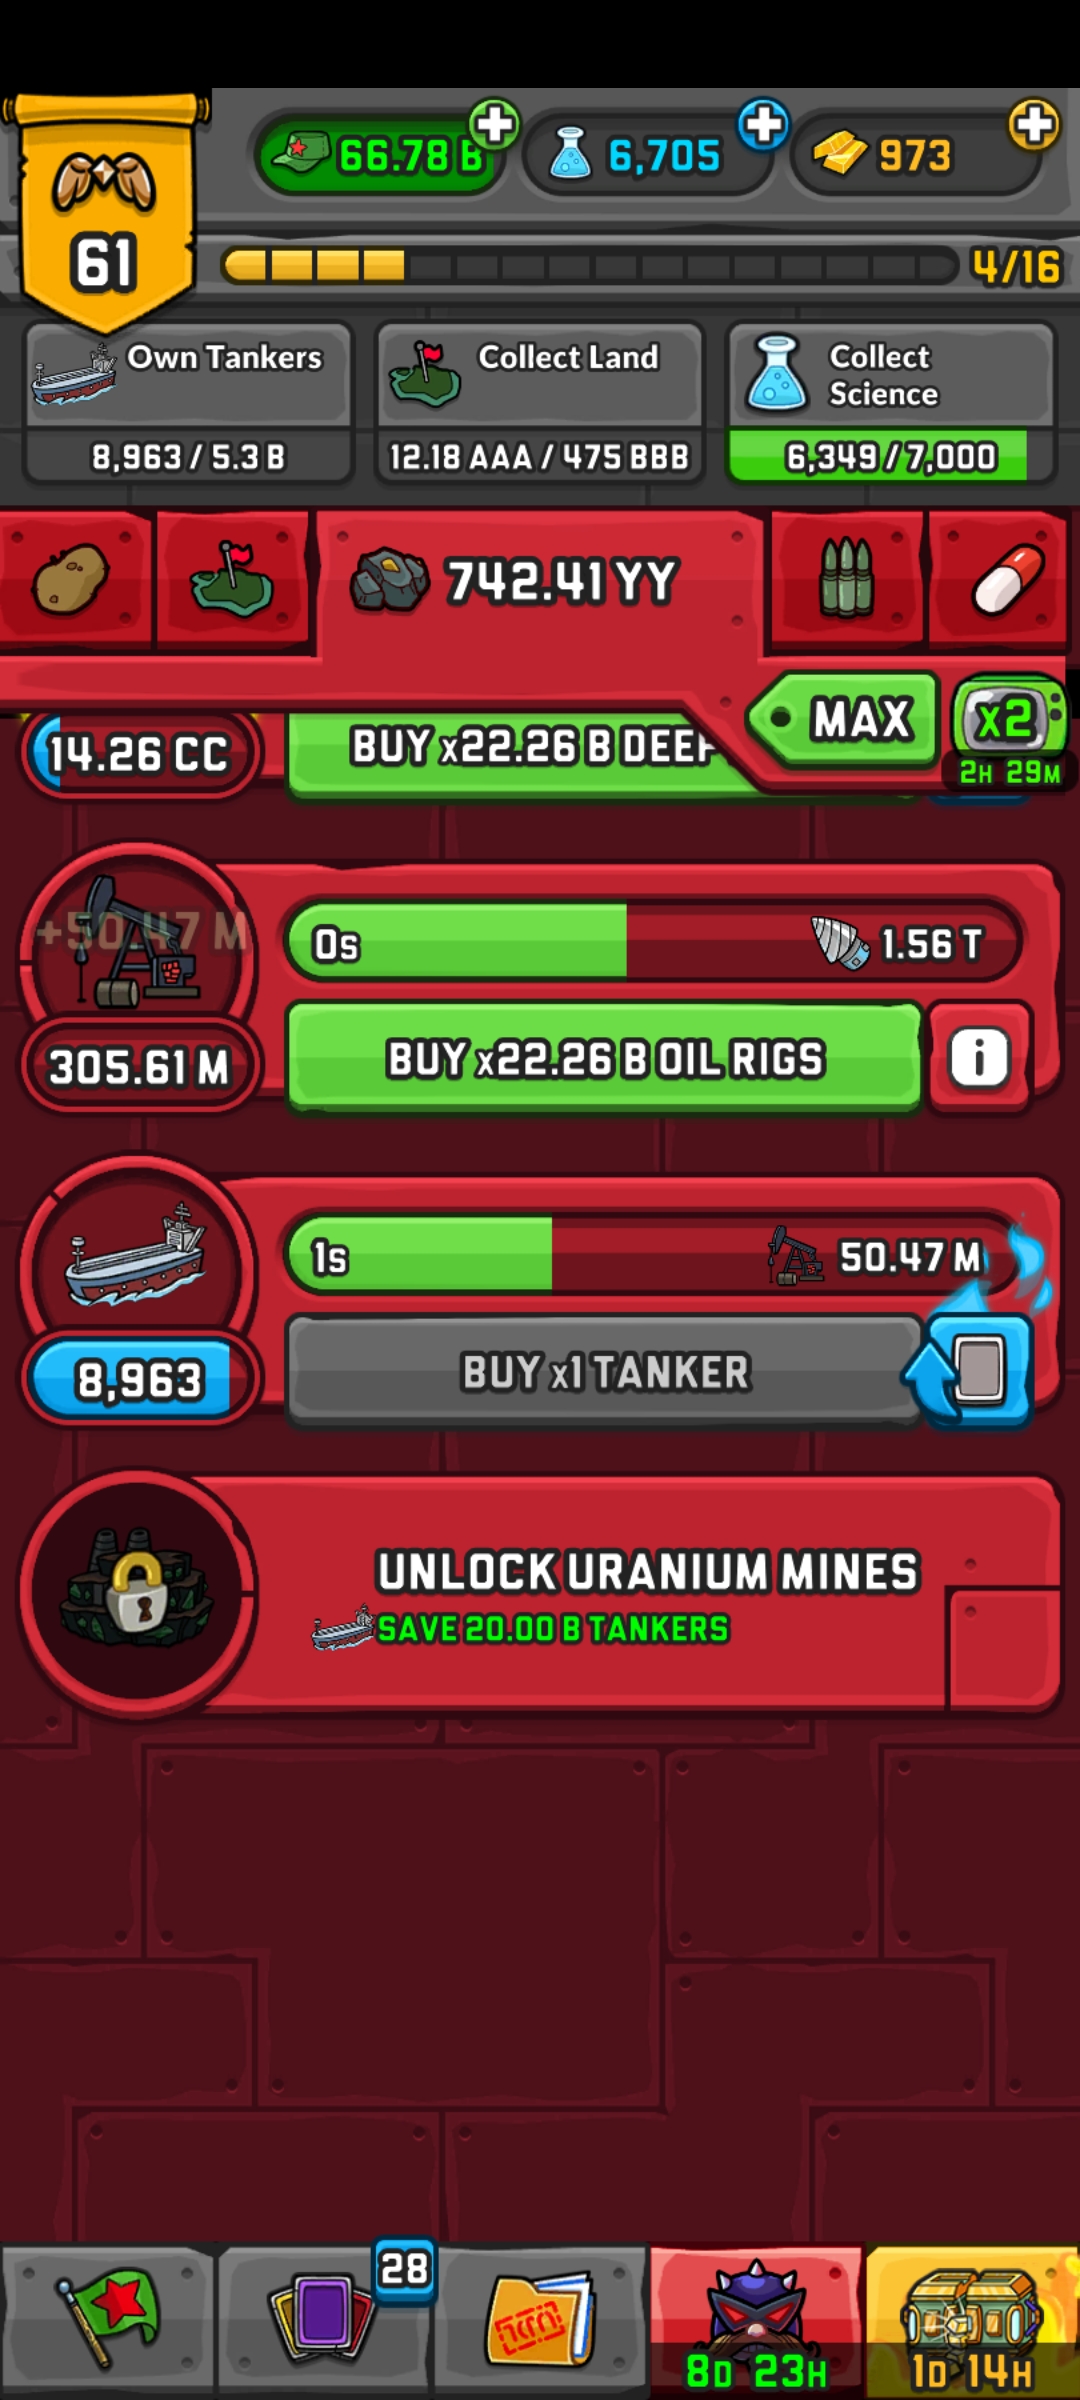 66.78 B
6,705
973
61
4/16
Own Tankers
8,963 / 5.3 B
Collect Land
12.18 AAA / 475 BBB
Collect
Science
6,349 / 7,000
742.41 YY
MAX
x2
2H 29M
14.26 CC
BUY x22.26 B DEEP
+50.47 M
0s
1.56 T
305.61 M
BUY x22.26 B OIL RIGS
1s
50.47 M
8,963
BUY x1 TANKER
UNLOCK URANIUM MINES
SAVE 20.00 B TANKERS
28
8D 23H
1D 14H